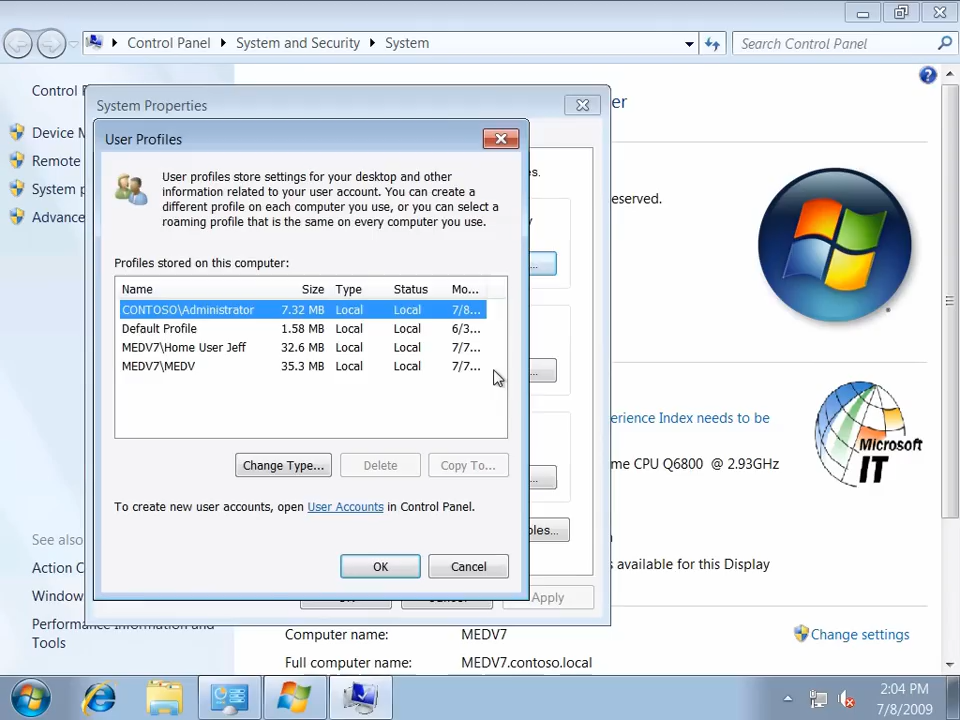 Control Panel
System and Security
System
Search Control Panel
Control
Device M
Remote
System p
Advance
System Properties
er
User Profiles
User profiles store settings for your desktop and other
information related to your user account. You can create a
different profile on each computer you use, or you can select a
roaming profile that is the same on every computer you use.
s.
eserved.
y
Profiles stored on this computer:
...
Name Size Type Status Mo...
CONTOSO\Administrator 7.32 MB Local Local 7/8...
Default Profile 1.58 MB Local Local 6/3...
MEDV7\Home User Jeff 32.6 MB Local Local 7/7...
MEDV7\MEDV 35.3 MB Local Local 7/7...
...
erience Index needs to be
Microsoft
IT
me CPU Q6800 @ 2.93GHz
Change Type...
Delete
Copy To...
...
To create new user accounts, open User Accounts in Control Panel.
bles...
OK
Cancel
s available for this Display
Apply
See also
Action C
Window
Performance Information and
Tools
Computer name: MEDV7
Change settings
Full computer name: MEDV7.contoso.local
2:04 PM
7/8/2009